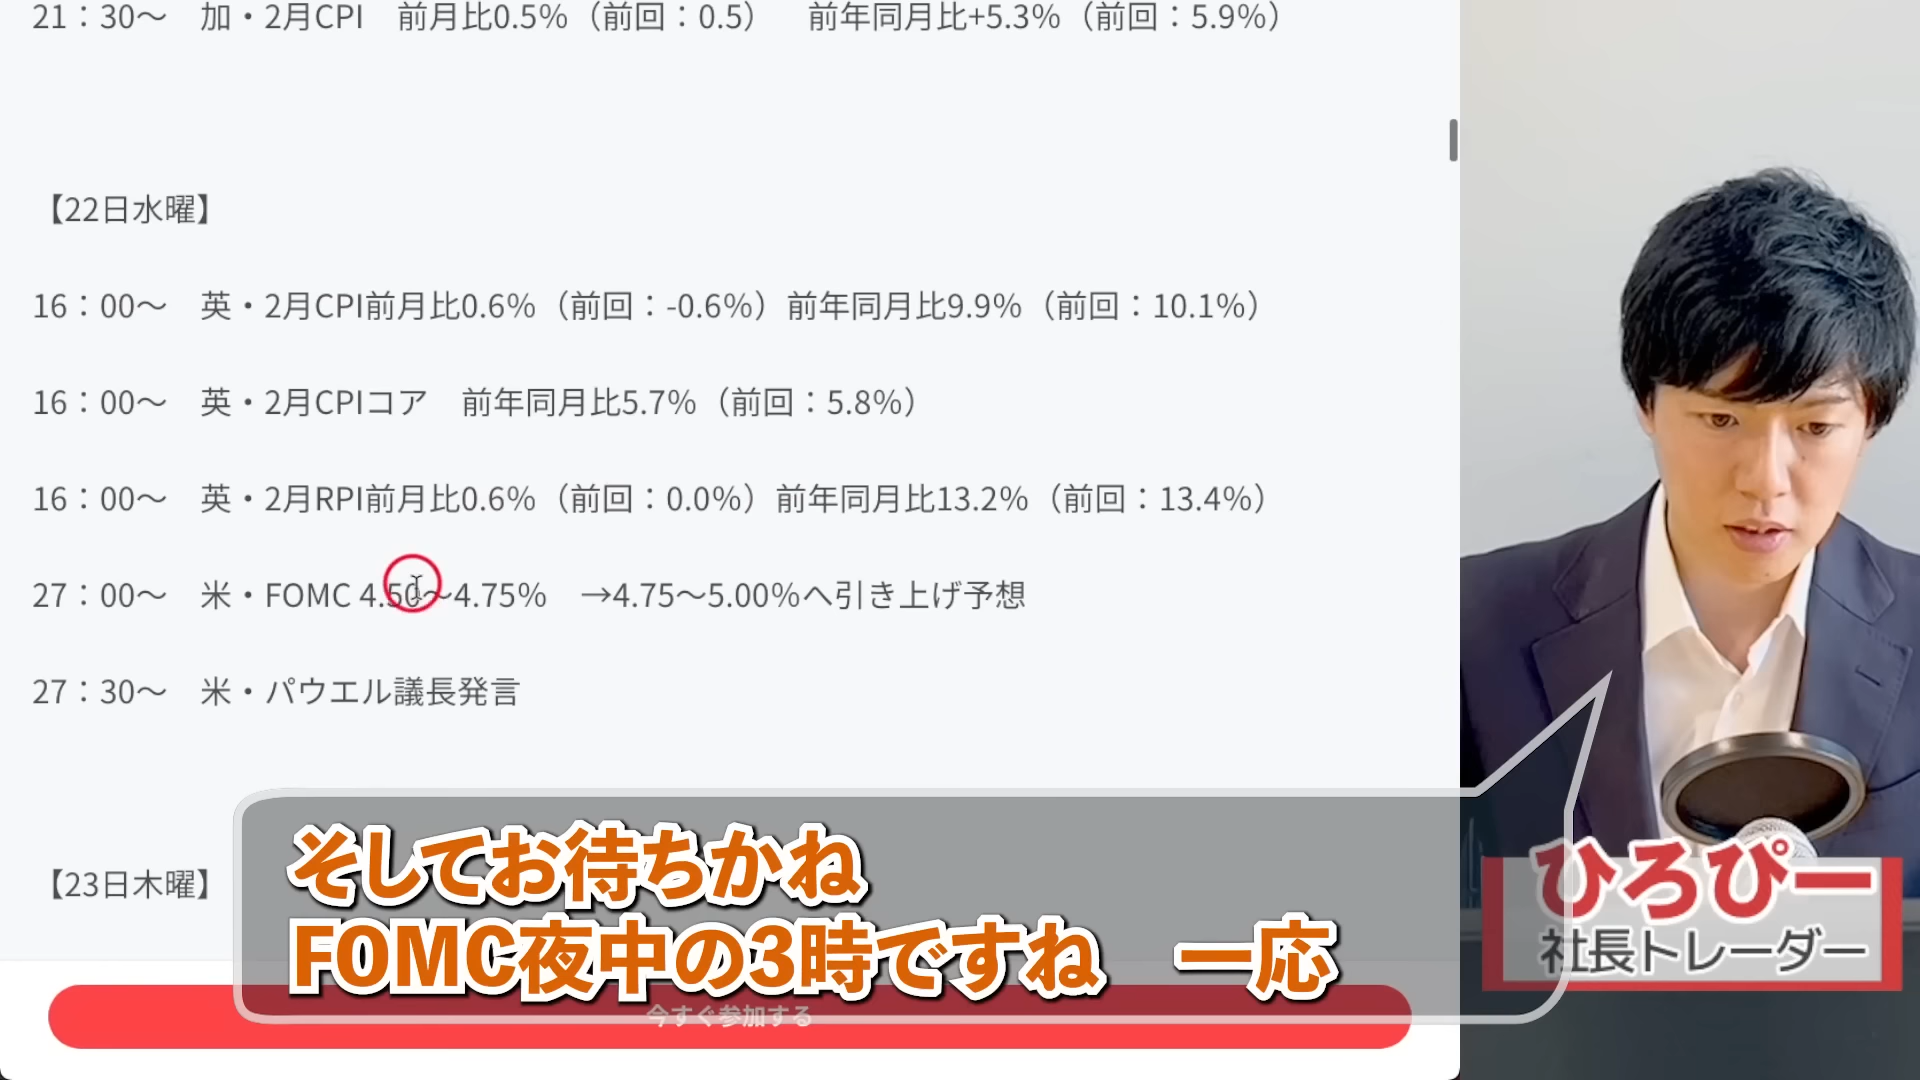 21：30〜　加・2月CPI　前月比0.5%（前回：0.5）　前年同月比+5.3%（前回：5.9%）
【22日水曜】
16：00〜　英・2月CPI前月比0.6%（前回：-0.6%）前年同月比9.9%（前回：10.1%）
16：00〜　英・2月CPIコア　前年同月比5.7%（前回：5.8%）
16：00〜　英・2月RPI前月比0.6%（前回：0.0%）前年同月比13.2%（前回：13.4%）
27：00〜　米・FOMC 4.50〜4.75%　→4.75〜5.00%へ引き上げ予想
27：30〜　米・パウエル議長発言
【23日木曜】
そしてお待ちかね
FOMC夜中の3時ですね　一応
今すぐ参加する
ひろぴー
社長トレーダー